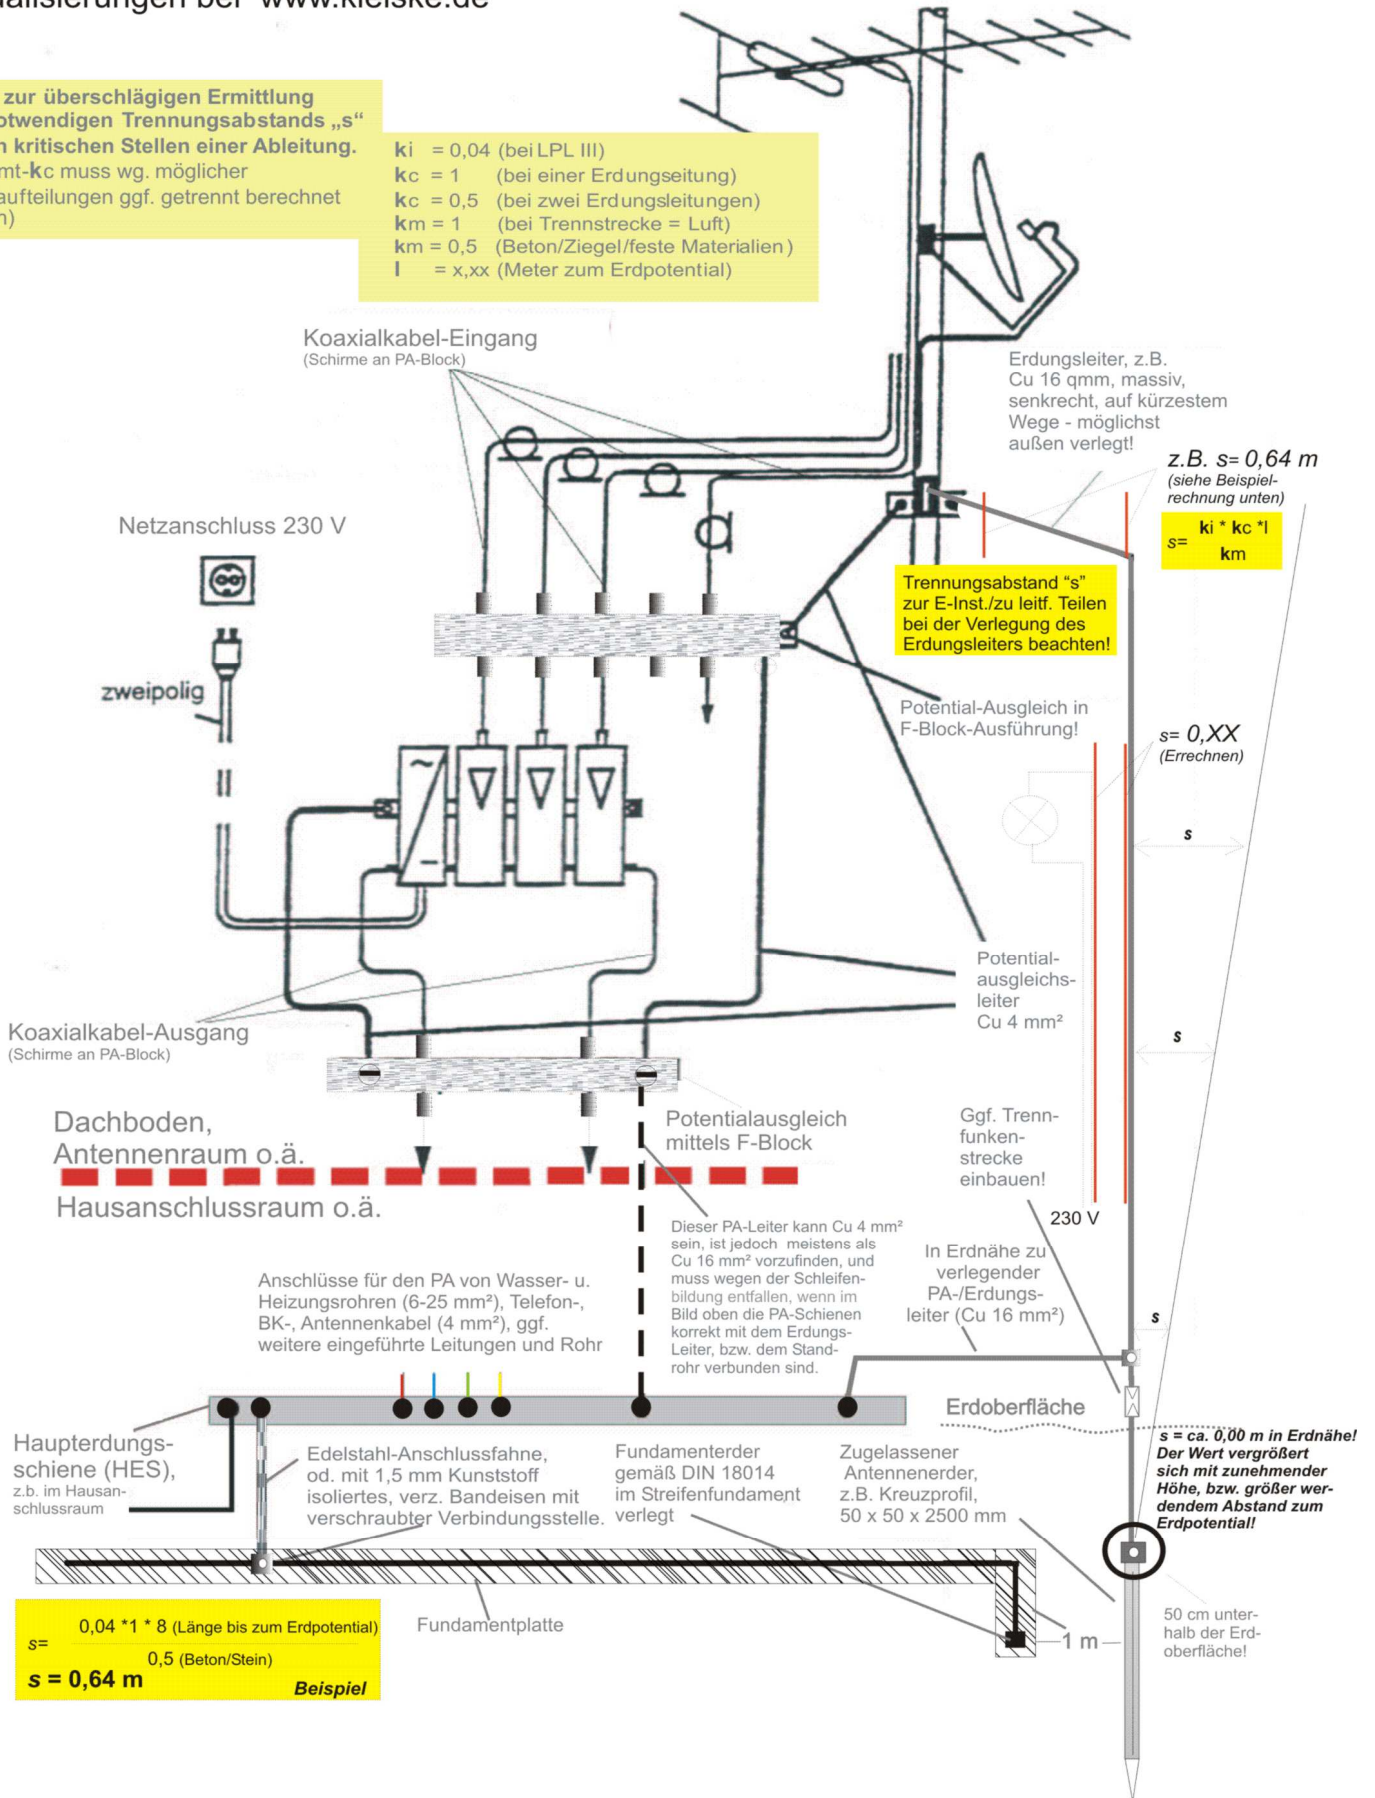 alisierungen bei www.kleiske.de
zur überschlägigen Ermittlung
otwendigen Trennungsabstands „s“
n kritischen Stellen einer Ableitung.
mt-kc muss wg. möglicher
aufteilungen ggf. getrennt berechnet
n)
ki = 0,04 (bei LPL III)
kc = 1 (bei einer Erdungseitung)
kc = 0,5 (bei zwei Erdungsleitungen)
km = 1 (bei Trennstrecke = Luft)
km = 0,5 (Beton/Ziegel/feste Materialien)
l = x,xx (Meter zum Erdpotential)
Koaxialkabel-Eingang
(Schirme an PA-Block)
Erdungsleiter, z.B.
Cu 16 qmm, massiv,
senkrecht, auf kürzestem
Wege - möglichst
außen verlegt!
z.B. s= 0,64 m
(siehe Beispiel-
rechnung unten)
ki * kc *l
s=
km
Netzanschluss 230 V
Trennungsabstand “s”
zur E-Inst./zu leitf. Teilen
bei der Verlegung des
Erdungsleiters beachten!
zweipolig
Potential-Ausgleich in
F-Block-Ausführung!
s= 0,XX
(Errechnen)
s
Potential-
ausgleichs-
leiter
Cu 4 mm²
s
Koaxialkabel-Ausgang
(Schirme an PA-Block)
Dachboden,
Antennenraum o.ä.
Hausanschlussraum o.ä.
Potentialausgleich
mittels F-Block
Ggf. Trenn-
funken-
strecke
einbauen!
230 V
Dieser PA-Leiter kann Cu 4 mm²
sein, ist jedoch meistens als
Cu 16 mm² vorzufinden, und
muss wegen der Schleifen-
bildung entfallen, wenn im
Bild oben die PA-Schienen
korrekt mit dem Erdungs-
Leiter, bzw. dem Stand-
rohr verbunden sind.
In Erdnähe zu
verlegender
PA-/Erdungs-
leiter (Cu 16 mm²)
s
Anschlüsse für den PA von Wasser- u.
Heizungsrohren (6-25 mm²), Telefon-,
BK-, Antennenkabel (4 mm²), ggf.
weitere eingeführte Leitungen und Rohr
Erdoberfläche
s = ca. 0,00 m in Erdnähe!
Der Wert vergrößert
sich mit zunehmender
Höhe, bzw. größer wer-
dendem Abstand zum
Erdpotential!
Haupterdungs-
schiene (HES),
z.b. im Hausan-
schlussraum
Edelstahl-Anschlussfahne,
od. mit 1,5 mm Kunststoff
isoliertes, verz. Bandeisen mit
verschraubter Verbindungsstelle.
Fundamenterder
gemäß DIN 18014
im Streifenfundament
verlegt
Zugelassener
Antennenerder,
z.B. Kreuzprofil,
50 x 50 x 2500 mm
Fundamentplatte
1 m
50 cm unter-
halb der Erd-
oberfläche!
0,04 *1 * 8 (Länge bis zum Erdpotential)
s=
0,5 (Beton/Stein)
s = 0,64 m
Beispiel